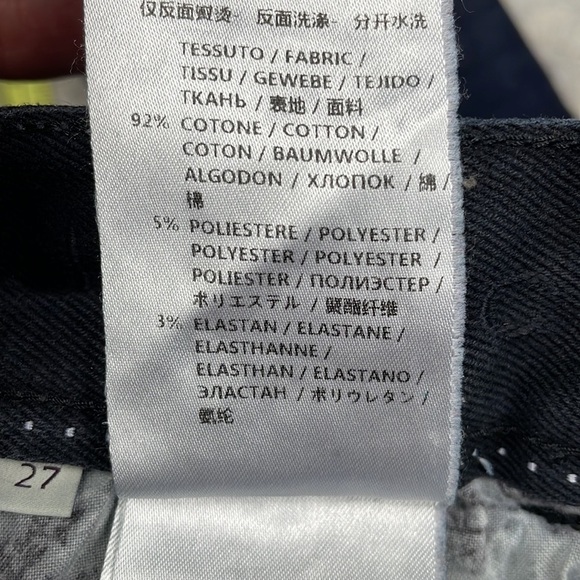 仅反面熨烫- 反面洗涤- 分开水洗
TESSUTO / FABRIC /
TISSU / GEWEBE / TEJIDO /
ТКАНЬ / 表地 / 面料
92% COTONE / COTTON /
COTON / BAUMWOLLE /
ALGODON / ХЛОПОК / 綿 /
棉
5% POLIESTERE / POLYESTER /
POLYESTER / POLYESTER /
POLIESTER / ПОЛИЭСТЕР /
ポリエステル / 聚酯纤维
3% ELASTAN / ELASTANE /
ELASTHANNE /
ELASTHAN / ELASTANO /
ЭЛАСТАН / ポリウレタン /
氨纶
27